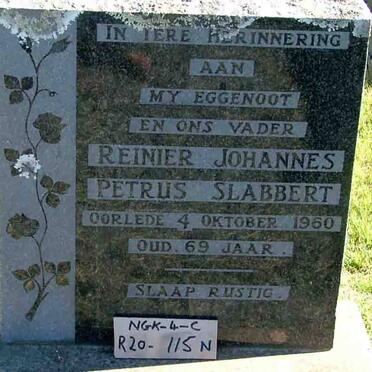 IN TERE HERINNERING
AAN
MY EGGENOOT
EN ONS VADER
REINIER JOHANNES
PETRUS SLABBERT
OORLEDE 4 OKTOBER 1960
OUD. 69 JAAR.
SLAAP RUSTIG.
NGK-4-C
R20-115N